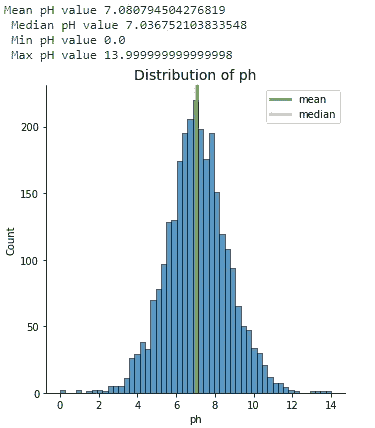 Mean pH value 7.080794504276819
Median pH value 7.036752103833548
Min pH value 0.0
Max pH value 13.999999999999998
Distribution of ph
mean
median
200
150
100
50
0
Count
0 2 4 6 8 10 12 14
ph